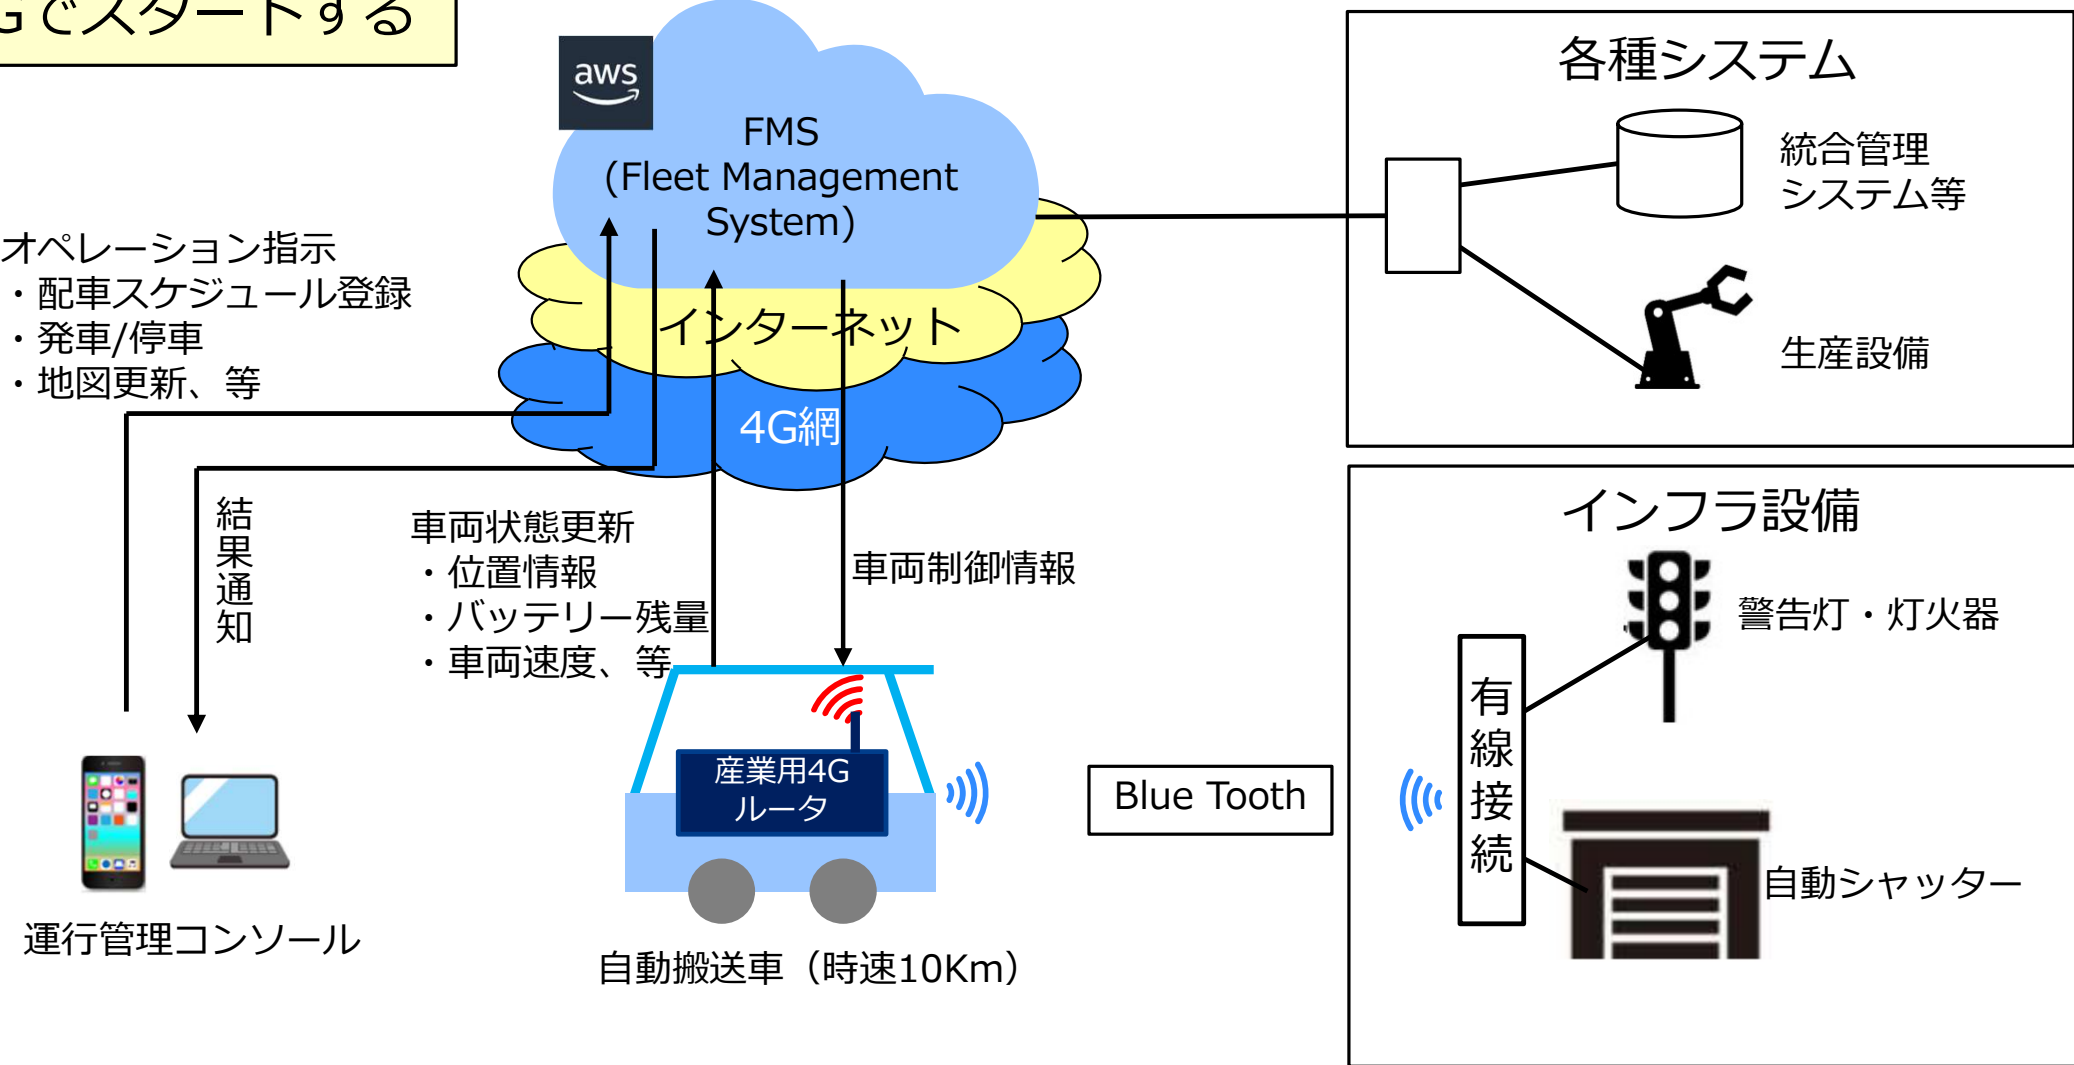 Gでスタートする
aws
FMS
(Fleet Management
System)
インターネット
4G網
オペレーション指示
・配車スケジュール登録
・発車/停車
・地図更新、等
結果通知
車両状態更新
・位置情報
・バッテリー残量
・車両速度、等
車両制御情報
産業用4G
ルータ
運行管理コンソール
自動搬送車（時速10Km）
Blue Tooth
各種システム
統合管理
システム等
生産設備
インフラ設備
警告灯・灯火器
有線接続
自動シャッター